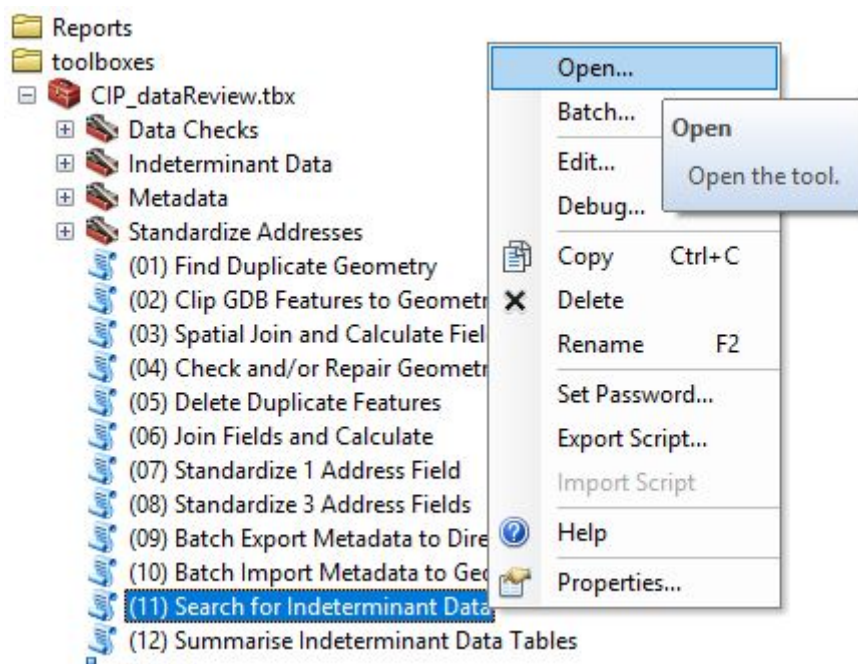 Reports
toolboxes
CIP_dataReview.tbx
Data Checks
Indeterminant Data
Metadata
Standardize Addresses
(01) Find Duplicate Geometry
(02) Clip GDB Features to Geometr
(03) Spatial Join and Calculate Fiel
(04) Check and/or Repair Geometr
(05) Delete Duplicate Features
(06) Join Fields and Calculate
(07) Standardize 1 Address Field
(08) Standardize 3 Address Fields
(09) Batch Export Metadata to Dire
(10) Batch Import Metadata to Geo
(11) Search for Indeterminant Data
(12) Summarise Indeterminant Data Tables
Open...
Batch...
Edit...
Debug...
Copy Ctrl+C
Delete
Rename F2
Set Password...
Export Script...
Import Script
Help
Properties...
Open
Open the tool.